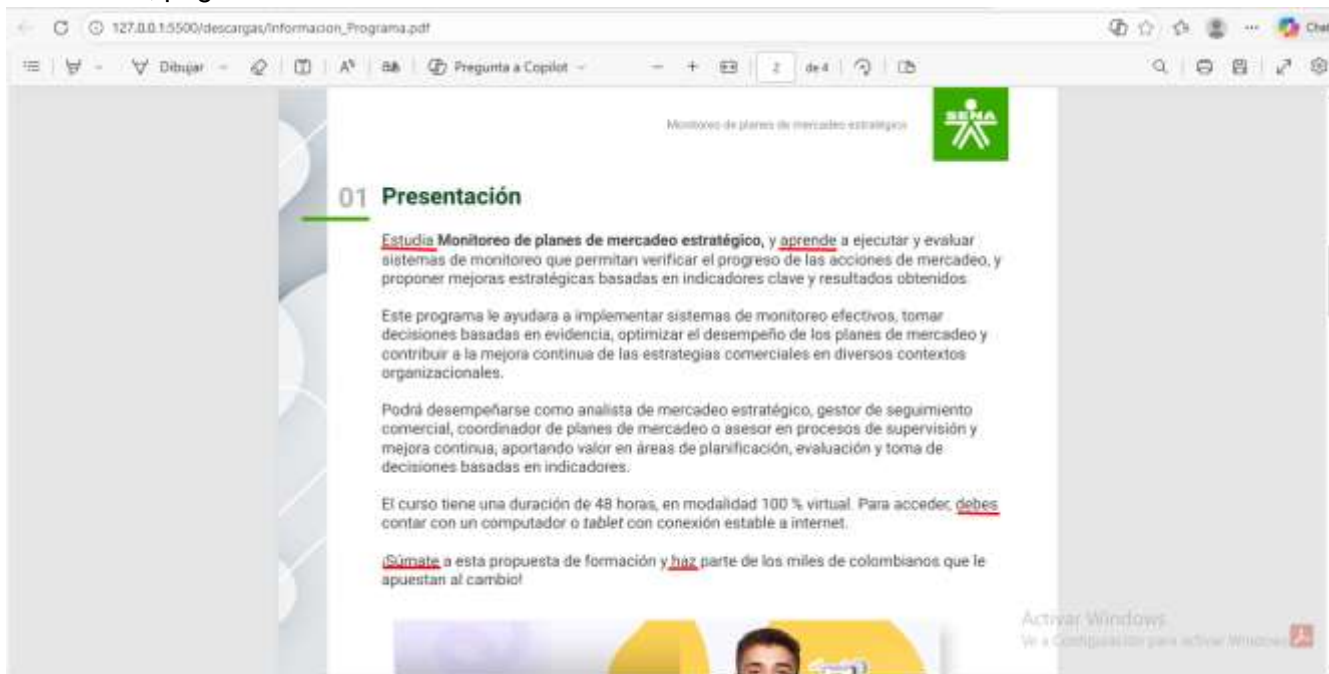 127.0.0.1:5500/descargas/Informacion_Programa.pdf
Chat
Dibujar
Pregunta a Copilot
2 de 4
Monitoreo de planes de mercadeo estratégico
SENA
01 Presentación
Estudia Monitoreo de planes de mercadeo estratégico, y aprende a ejecutar y evaluar
sistemas de monitoreo que permitan verificar el progreso de las acciones de mercadeo, y
proponer mejoras estratégicas basadas en indicadores clave y resultados obtenidos.
Este programa le ayudara a implementar sistemas de monitoreo efectivos, tomar
decisiones basadas en evidencia, optimizar el desempeño de los planes de mercadeo y
contribuir a la mejora continua de las estrategias comerciales en diversos contextos
organizacionales.
Podrá desempeñarse como analista de mercadeo estratégico, gestor de seguimiento
comercial, coordinador de planes de mercadeo o asesor en procesos de supervisión y
mejora continua, aportando valor en áreas de planificación, evaluación y toma de
decisiones basadas en indicadores.
El curso tiene una duración de 48 horas, en modalidad 100 % virtual. Para acceder, debes
contar con un computador o tablet con conexión estable a internet.
¡Súmate a esta propuesta de formación y haz parte de los miles de colombianos que le
apuestan al cambio!
Activar Windows
Ve a Configuración para activar Windows